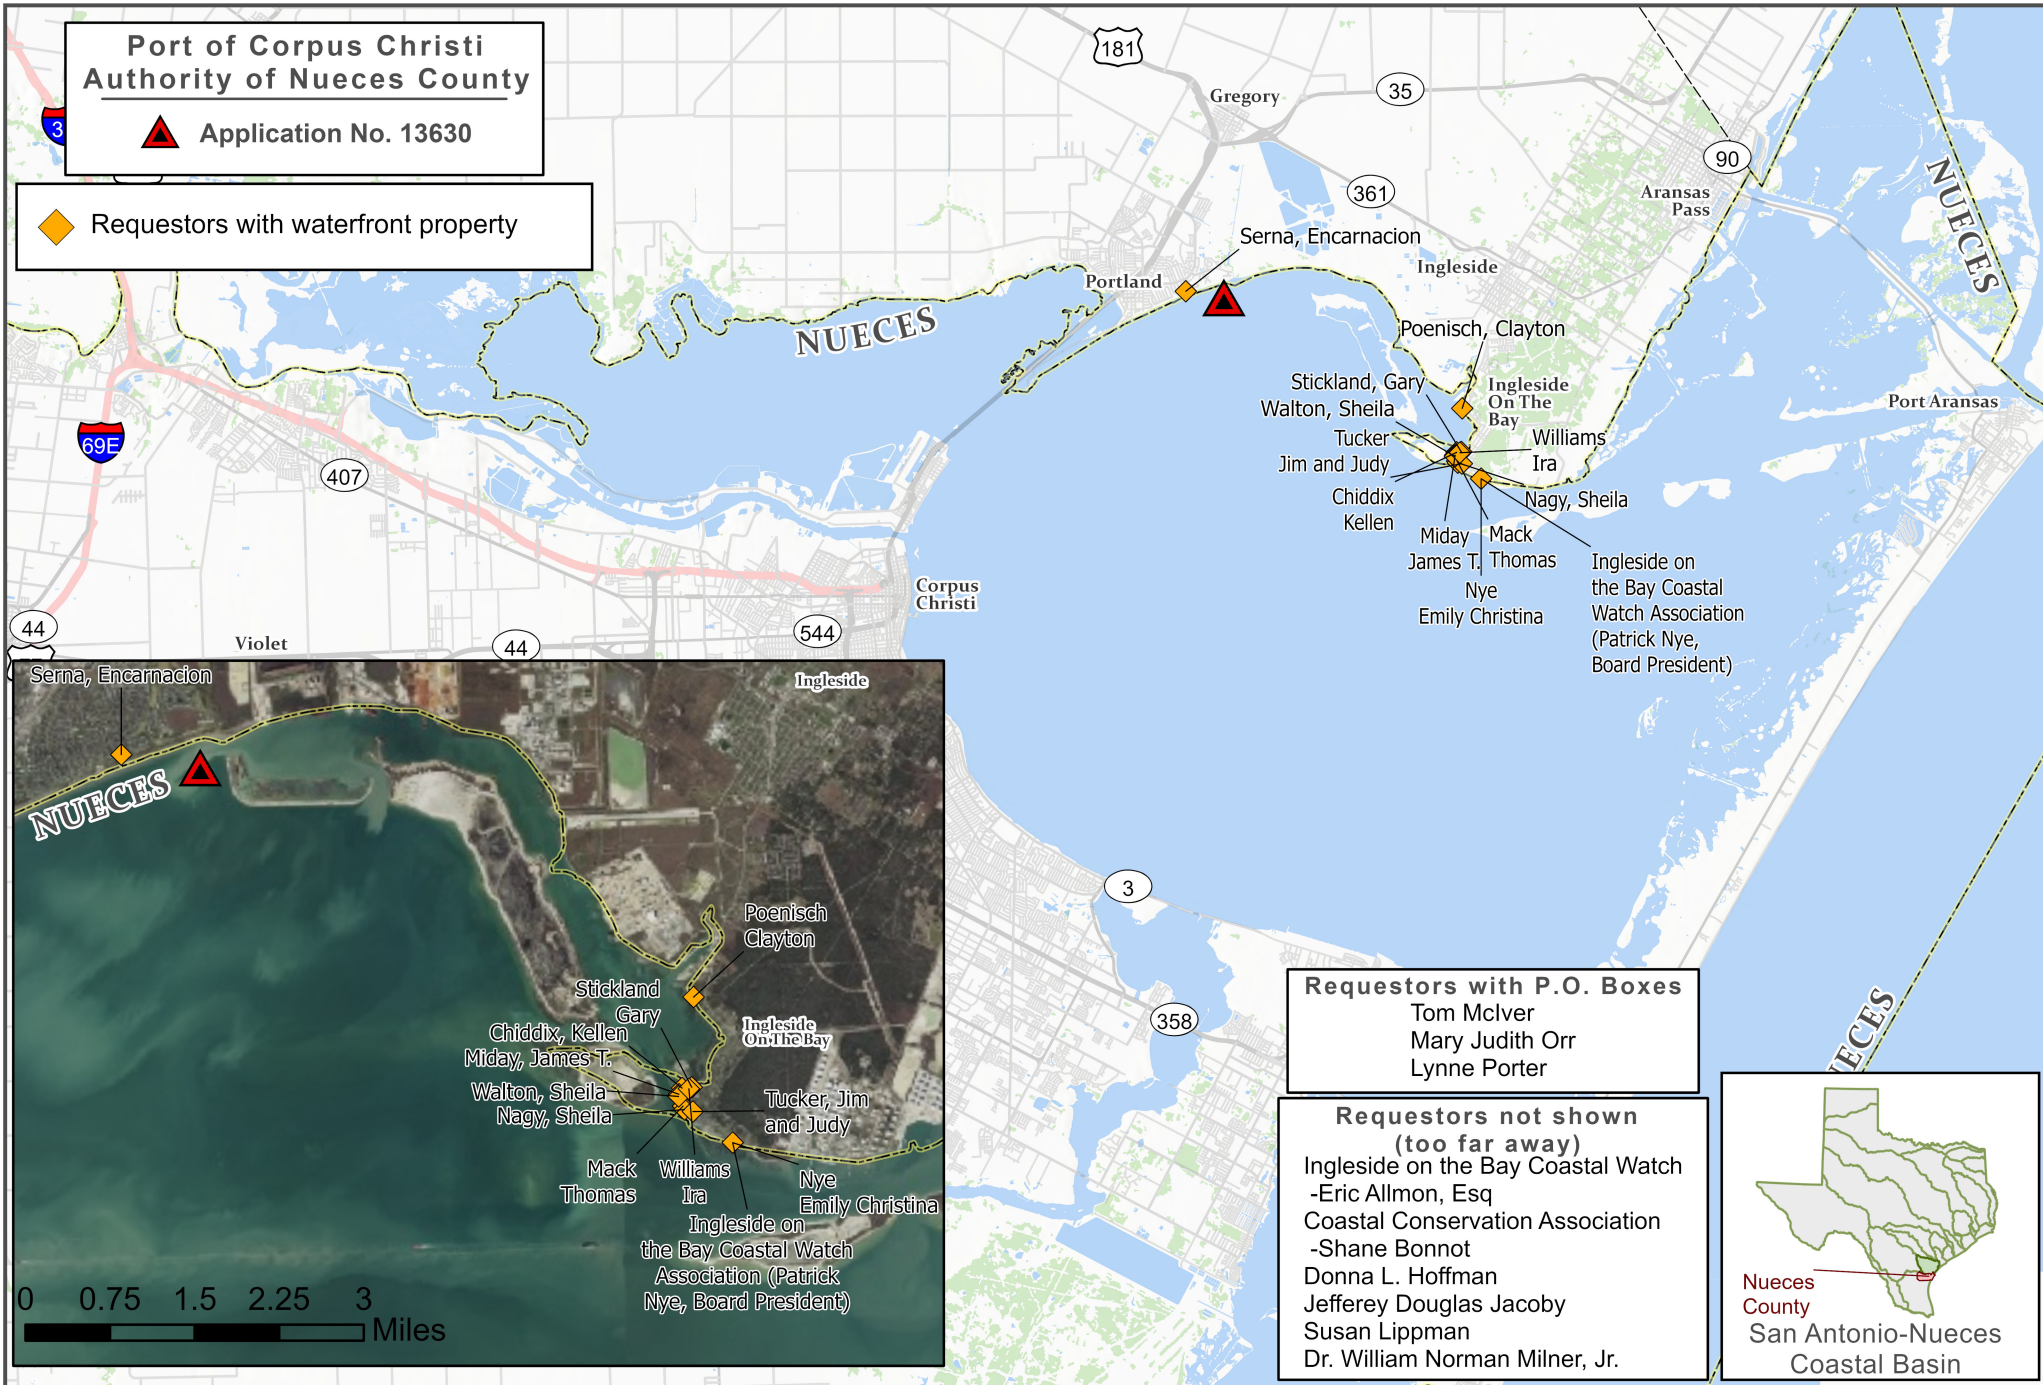 Port of Corpus Christi
Authority of Nueces County
Application No. 13630
Requestors with waterfront property
181
35
Gregory
90
361
Aransas
Pass
NUECES
3
Serna, Encarnacion
Ingleside
Portland
NUECES
Poenisch, Clayton
Stickland, Gary
Walton, Sheila
Ingleside
On The
Bay
Port Aransas
Tucker
Jim and Judy
Williams
Ira
69E
407
Chiddix
Kellen
Nagy, Sheila
Miday
James T.
Mack
Thomas
Nye
Emily Christina
Ingleside on
the Bay Coastal
Watch Association
(Patrick Nye,
Board President)
Corpus
Christi
44
Violet
44
544
Serna, Encarnacion
Ingleside
NUECES
Poenisch
Clayton
Stickland
Gary
Ingleside
On The Bay
Chiddix, Kellen
Miday, James T.
Walton, Sheila
Nagy, Sheila
Tucker, Jim
and Judy
Mack
Thomas
Williams
Ira
Nye
Emily Christina
Ingleside on
the Bay Coastal Watch
Association (Patrick
Nye, Board President)
0 0.75 1.5 2.25 3
Miles
3
358
Requestors with P.O. Boxes
Tom McIver
Mary Judith Orr
Lynne Porter
Requestors not shown
(too far away)
Ingleside on the Bay Coastal Watch
-Eric Allmon, Esq
Coastal Conservation Association
-Shane Bonnot
Donna L. Hoffman
Jefferey Douglas Jacoby
Susan Lippman
Dr. William Norman Milner, Jr.
Nueces
County
San Antonio-Nueces
Coastal Basin